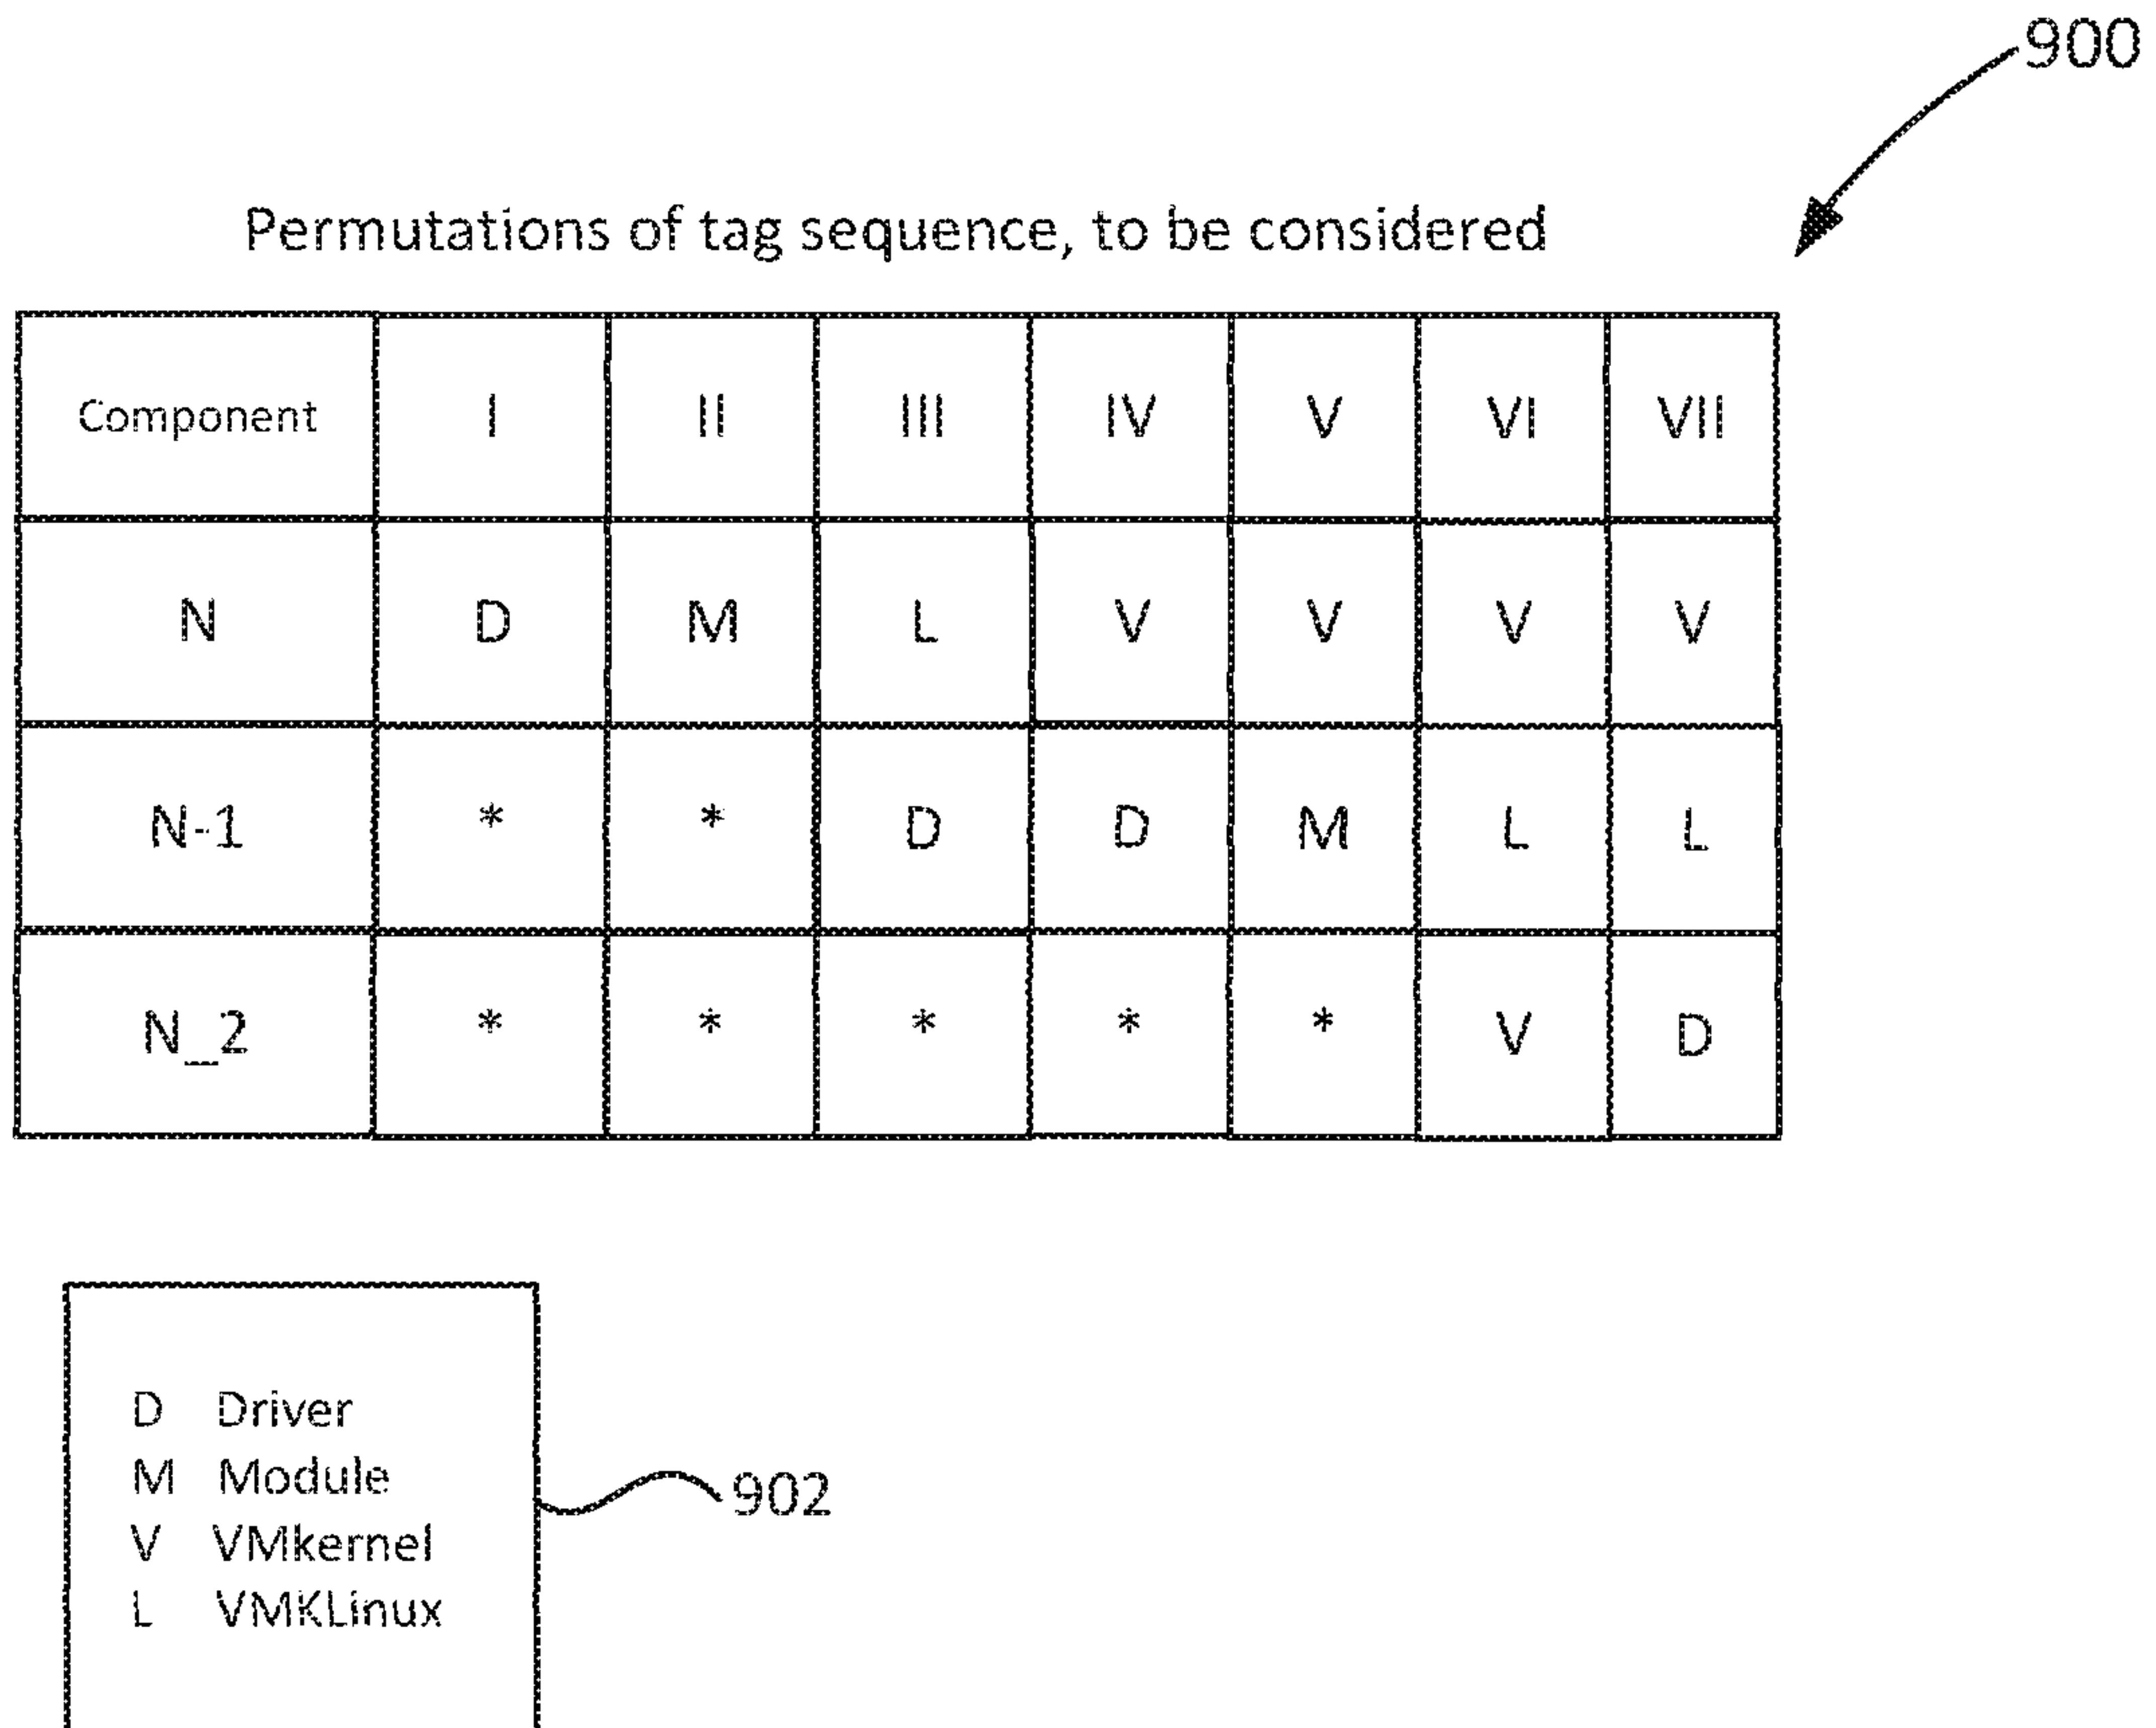 900
Permutations of tag sequence, to be considered
Component I II III IV V VI VII
N D M L V V V V
N-1 * * D D M L L
N_2 * * * * * V D
D Driver
M Module
902
V VMkernel
L VMKLinux